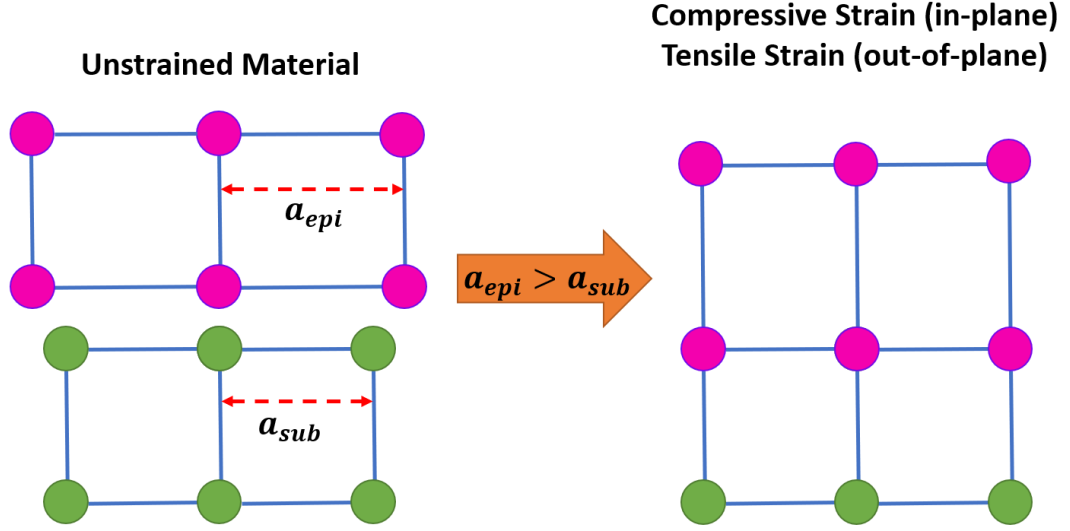 Compressive Strain (in-plane)
Tensile Strain (out-of-plane)
Unstrained Material
a_epi
a_epi > a_sub
a_sub